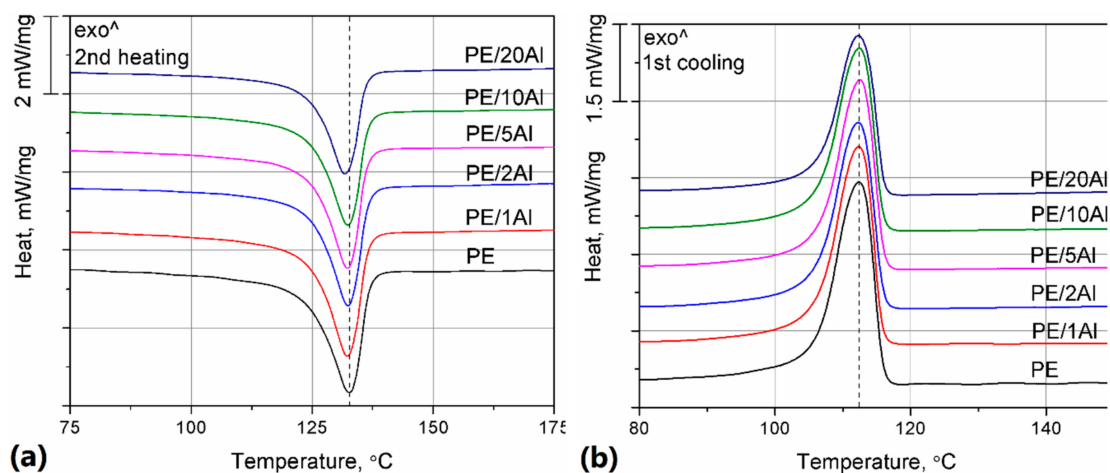 2 mW/mg
exo^
2nd heating
PE/20Al
PE/10Al
PE/5Al
PE/2Al
PE/1Al
PE
Heat, mW/mg
75 100 125 150 175
Temperature, °C
(a)
1.5 mW/mg
exo^
1st cooling
PE/20Al
PE/10Al
PE/5Al
PE/2Al
PE/1Al
PE
Heat, mW/mg
80 100 120 140
Temperature, °C
(b)